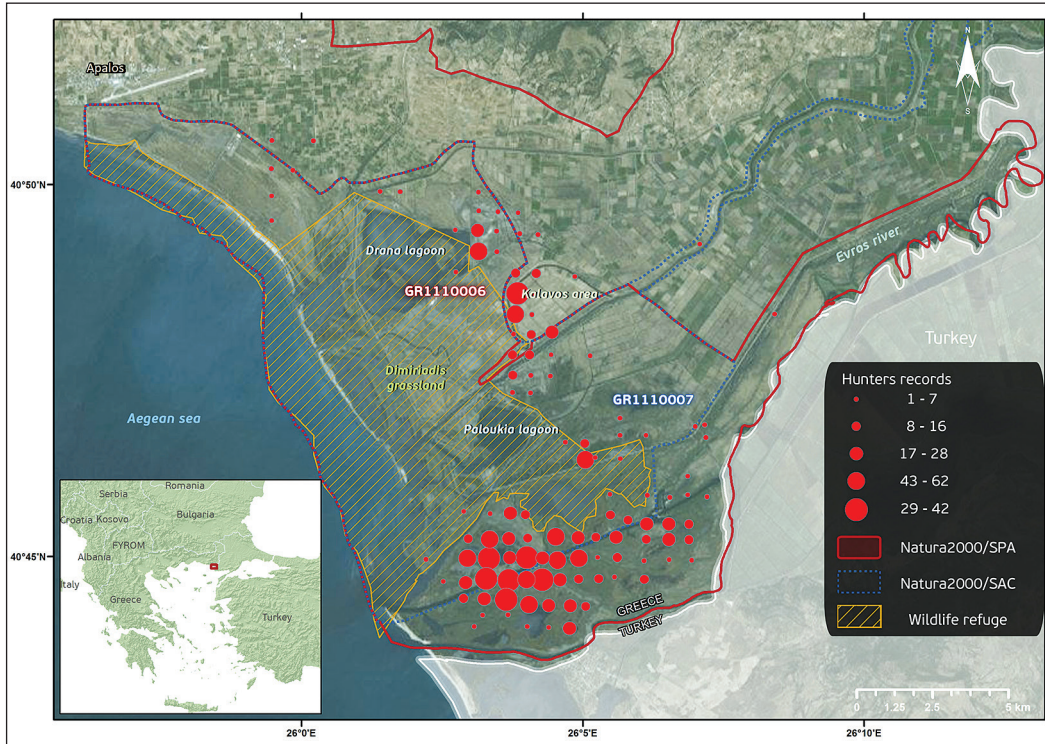 Apalos
N
S
40°50'N
Drana lagoon
Evros river
GR1110006
Kalavos area
Turkey
Dimiriadis
grassland
GR1110007
Hunters records
1 - 7
8 - 16
17 - 28
43 - 62
29 - 42
Natura2000/SPA
Natura2000/SAC
Wildlife refuge
Aegean sea
Paloukia lagoon
40°45'N
GREECE
TURKEY
Romania
Serbia
Croatia
Kosovo
Bulgaria
FYROM
Albania
Italy
Greece
Turkey
0 1.25 2.5 5 km
26°0'E
26°5'E
26°10'E